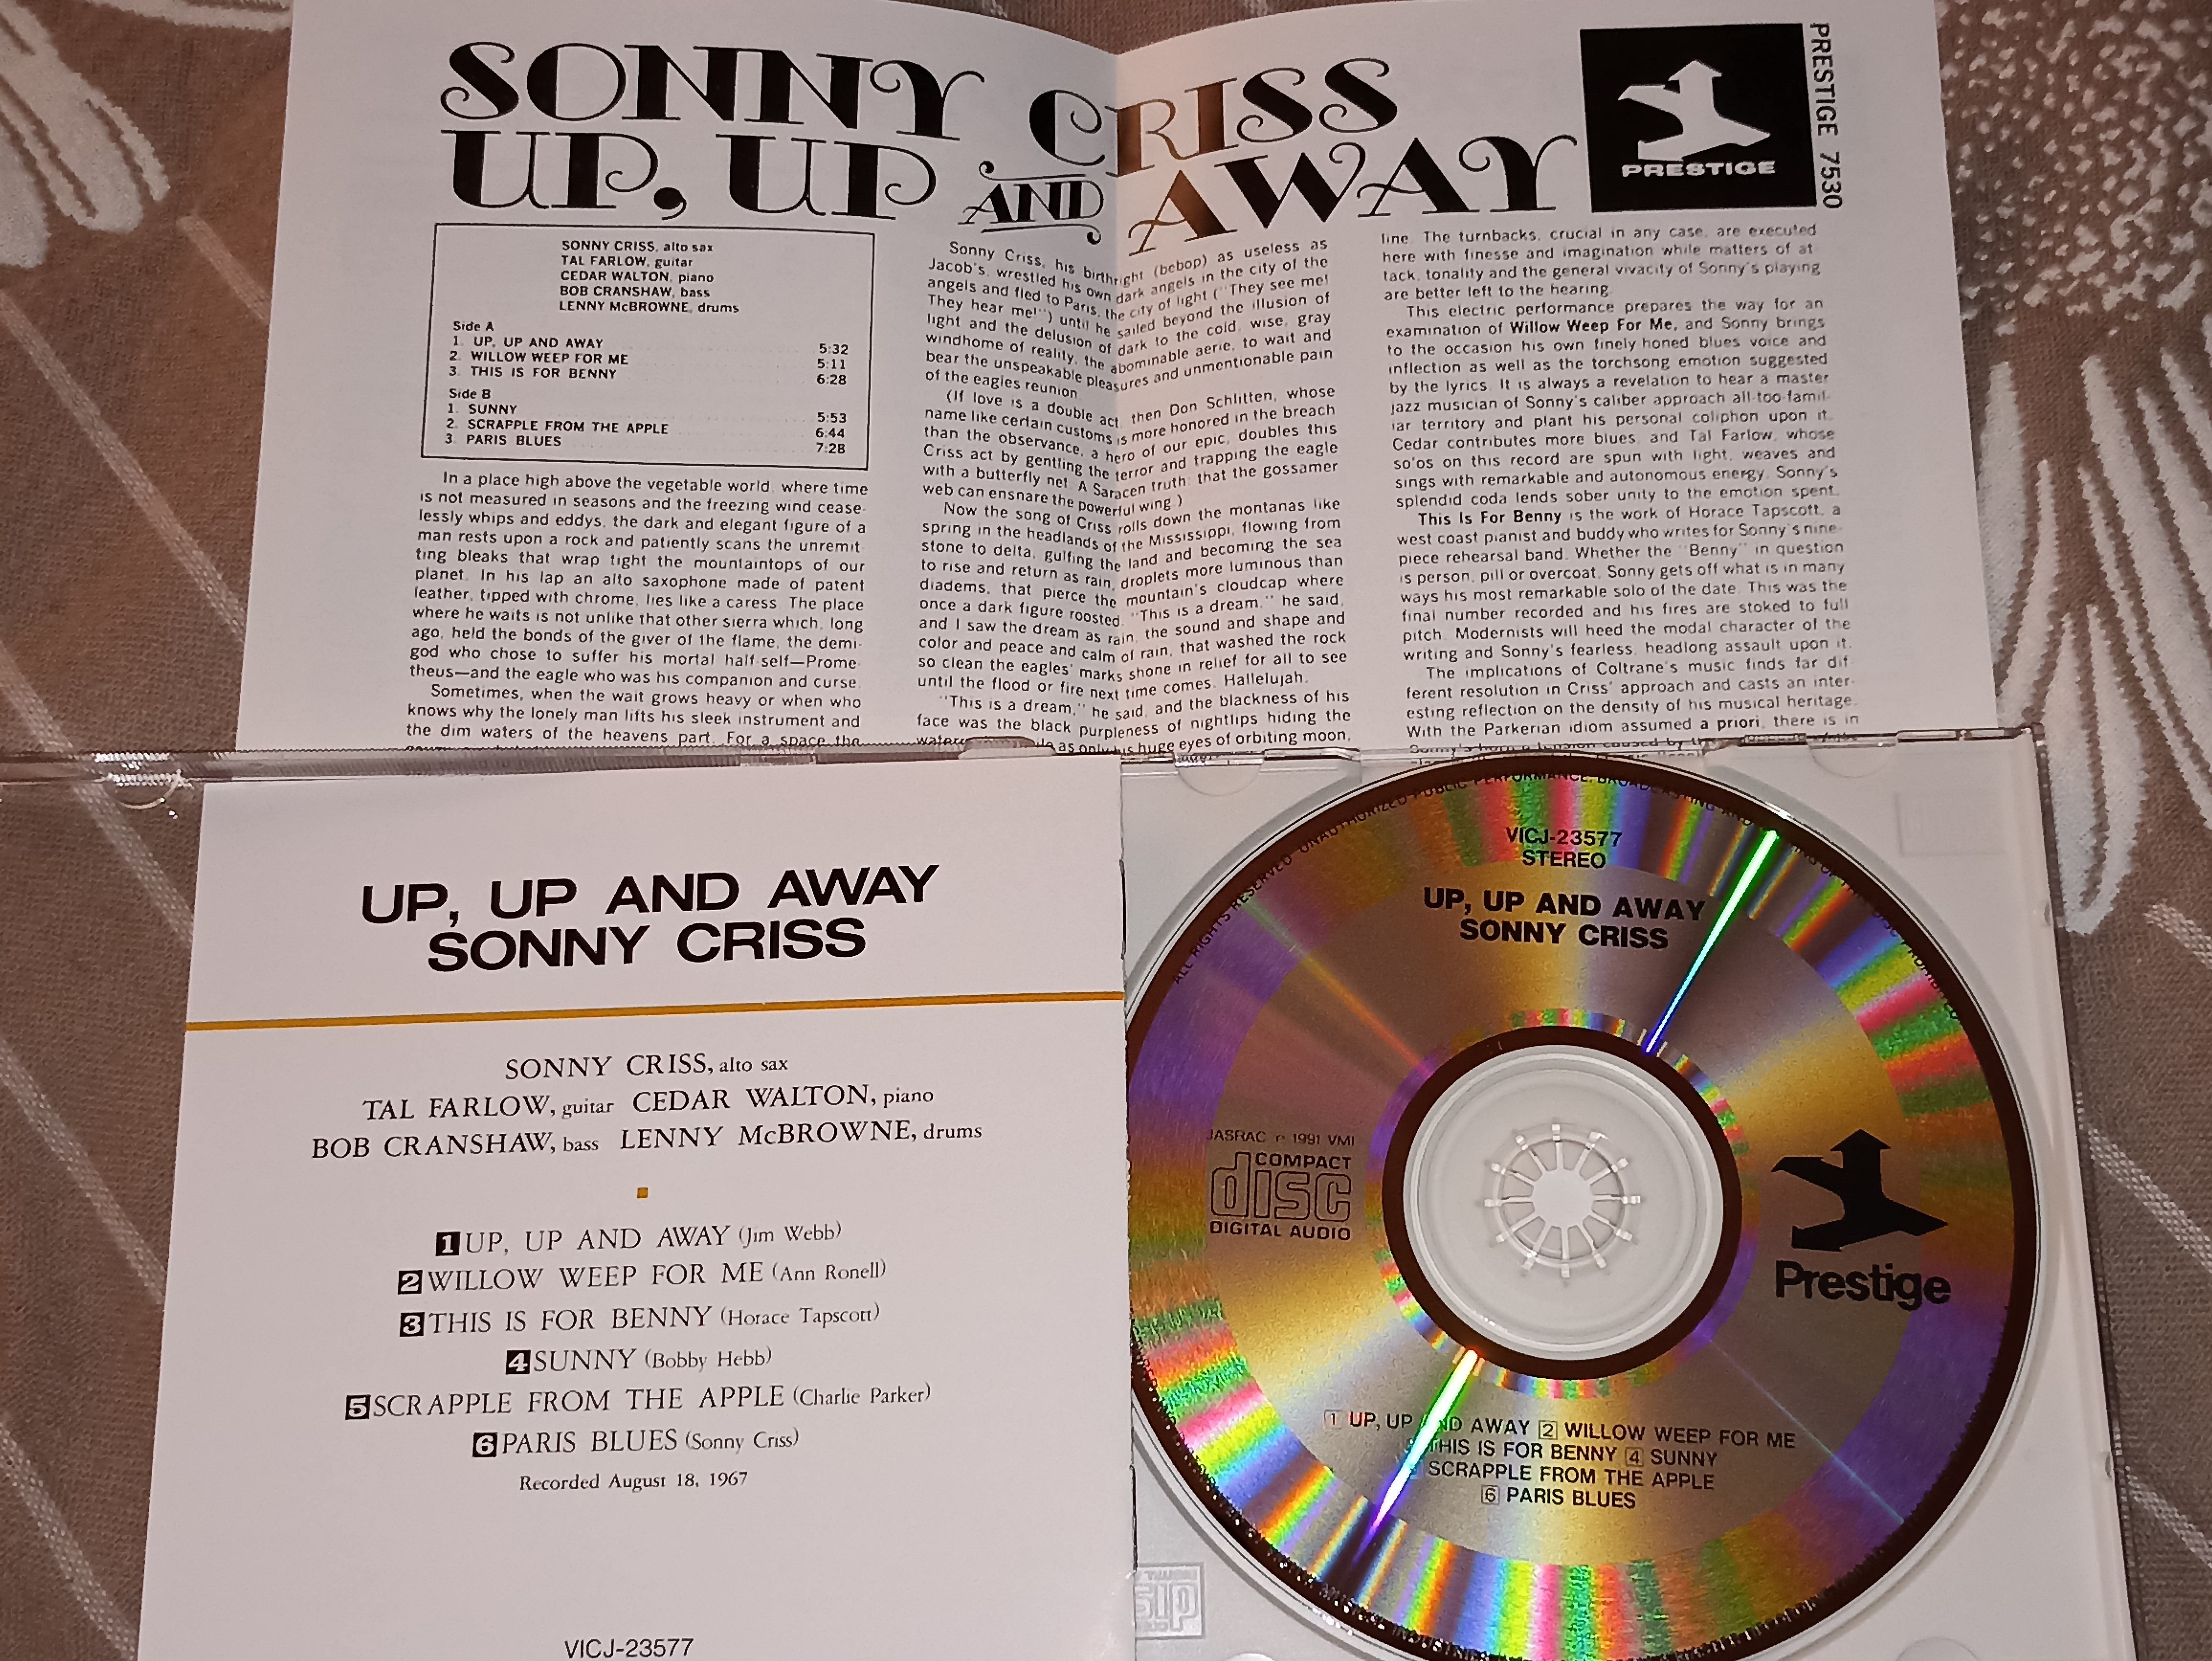 SONNY CRISS
UP, UP AND AWAY
PRESTIGE
PRESTIGE 7530
SONNY CRISS, alto sax
TAL FARLOW, guitar
CEDAR WALTON, piano
BOB CRANSHAW, bass
LENNY McBROWNE, drums
Side A
1. UP, UP AND AWAY 5:32
2. WILLOW WEEP FOR ME 5:11
3. THIS IS FOR BENNY 6:28
Side B
1. SUNNY 5:53
2. SCRAPPLE FROM THE APPLE 6:44
3. PARIS BLUES 7:28
In a place high above the vegetable world, where time
is not measured in seasons and the freezing wind cease-
lessly whips and eddys, the dark and elegant figure of a
man rests upon a rock and patiently scans the unremit-
ting bleaks that wrap tight the mountaintops of our
planet. In his lap an alto saxophone made of patent
leather, tipped with chrome, lies like a caress. The place
where he waits is not unlike that other sierra which, long
ago, held the bonds of the giver of the flame, the demi-
god who chose to suffer his mortal half-self—Prome-
theus—and the eagle who was his companion and curse.
Sometimes, when the wait grows heavy or when who
knows why the lonely man lifts his sleek instrument and
the dim waters of the heavens part. For a space the
Sonny Criss, his birthright (bebop) as useless as
Jacob's, wrestled his own dark angels in the city of the
angels and fled to Paris, the city of light ("They see me!
They hear me!") until he sailed beyond the illusion of
light and the delusion of dark to the cold, wise, gray
windhome of reality, the abominable aerie, to wait and
bear the unspeakable pleasures and unmentionable pain
of the eagles reunion.
(If love is a double act, then Don Schlitten, whose
name like certain customs is more honored in the breach
than the observance, a hero of our epic, doubles this
Criss act by gentling the terror and trapping the eagle
with a butterfly net. A Saracen truth: that the gossamer
web can ensnare the powerful wing.)
Now the song of Criss rolls down the montanas like
spring in the headlands of the Mississippi, flowing from
stone to delta, gulfing the land and becoming the sea
to rise and return as rain, droplets more luminous than
diadems, that pierce the mountain's cloudcap where
once a dark figure roosted. "This is a dream," he said,
and I saw the dream as rain, the sound and shape and
color and peace and calm of rain, that washed the rock
so clean the eagles' marks shone in relief for all to see
until the flood or fire next time comes. Hallelujah.
"This is a dream," he said, and the blackness of his
face was the black purpleness of nightlips hiding the
as only his huge eyes of orbiting moon,
line. The turnbacks, crucial in any case, are executed
here with finesse and imagination while matters of at-
tack, tonality and the general vivacity of Sonny's playing
are better left to the hearing.
This electric performance prepares the way for an
examination of Willow Weep For Me, and Sonny brings
to the occasion his own finely honed blues voice and
inflection as well as the torchsong emotion suggested
by the lyrics. It is always a revelation to hear a master
jazz musician of Sonny's caliber approach all-too-famil-
iar territory and plant his personal coliphon upon it.
Cedar contributes more blues, and Tal Farlow, whose
solos on this record are spun with light, weaves and
sings with remarkable and autonomous energy. Sonny's
splendid coda lends sober unity to the emotion spent.
This Is For Benny is the work of Horace Tapscott, a
west coast pianist and buddy who writes for Sonny's nine-
piece rehearsal band. Whether the "Benny" in question
is person, pill or overcoat, Sonny gets off what is in many
ways his most remarkable solo of the date. This was the
final number recorded and his fires are stoked to full
pitch. Modernists will heed the modal character of the
writing and Sonny's fearless, headlong assault upon it.
The implications of Coltrane's music finds far dif-
ferent resolution in Criss' approach and casts an inter-
esting reflection on the density of his musical heritage.
With the Parkerian idiom assumed a priori, there is in
UP, UP AND AWAY
SONNY CRISS
SONNY CRISS, alto sax
TAL FARLOW, guitar CEDAR WALTON, piano
BOB CRANSHAW, bass LENNY McBROWNE, drums
1 UP, UP AND AWAY (Jim Webb)
2 WILLOW WEEP FOR ME (Ann Ronell)
3 THIS IS FOR BENNY (Horace Tapscott)
4 SUNNY (Bobby Hebb)
5 SCRAPPLE FROM THE APPLE (Charlie Parker)
6 PARIS BLUES (Sonny Criss)
Recorded August 18, 1967
VICJ-23577
ALL RIGHTS RESERVED. UNAUTHORIZED PUBLIC PERFORMANCE, BROADCASTING AND
VICJ-23577
STEREO
UP, UP AND AWAY
SONNY CRISS
JASRAC P 1991 VMI
COMPACT
disc
DIGITAL AUDIO
Prestige
1 UP, UP AND AWAY 2 WILLOW WEEP FOR ME
THIS IS FOR BENNY 4 SUNNY
SCRAPPLE FROM THE APPLE
6 PARIS BLUES